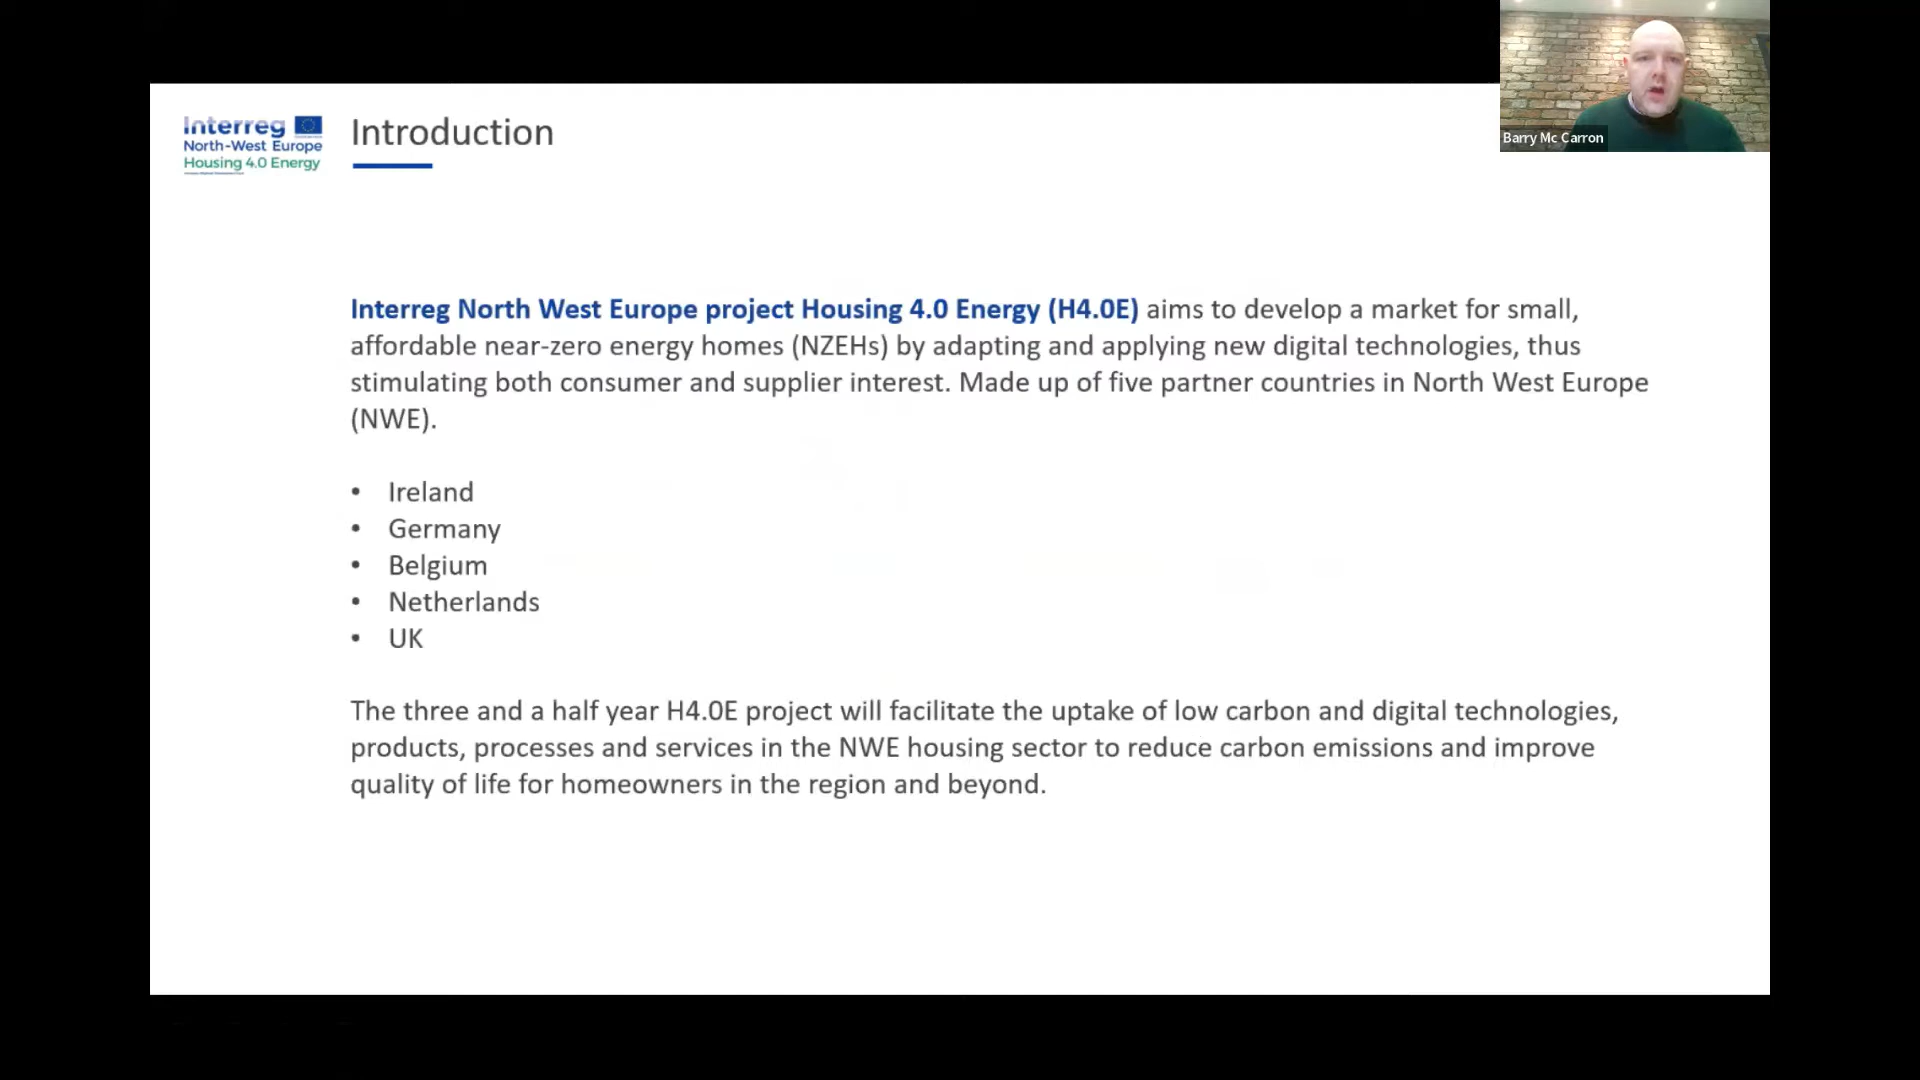 Interreg
North-West Europe
Housing 4.0 Energy
Introduction
Barry Mc Carron
Interreg North West Europe project Housing 4.0 Energy (H4.0E) aims to develop a market for small,
affordable near-zero energy homes (NZEHs) by adapting and applying new digital technologies, thus
stimulating both consumer and supplier interest. Made up of five partner countries in North West Europe
(NWE).
• Ireland
• Germany
• Belgium
• Netherlands
• UK
The three and a half year H4.0E project will facilitate the uptake of low carbon and digital technologies,
products, processes and services in the NWE housing sector to reduce carbon emissions and improve
quality of life for homeowners in the region and beyond.